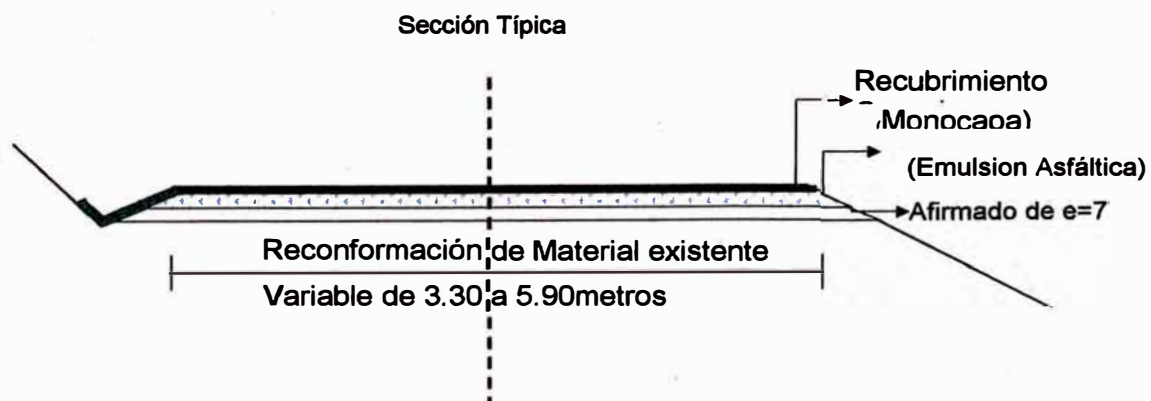 Sección Típica
Recubrimiento
(Monocapa)
(Emulsion Asfáltica)
Afirmado de e=7
Reconformación de Material existente
Variable de 3.30 a 5.90metros